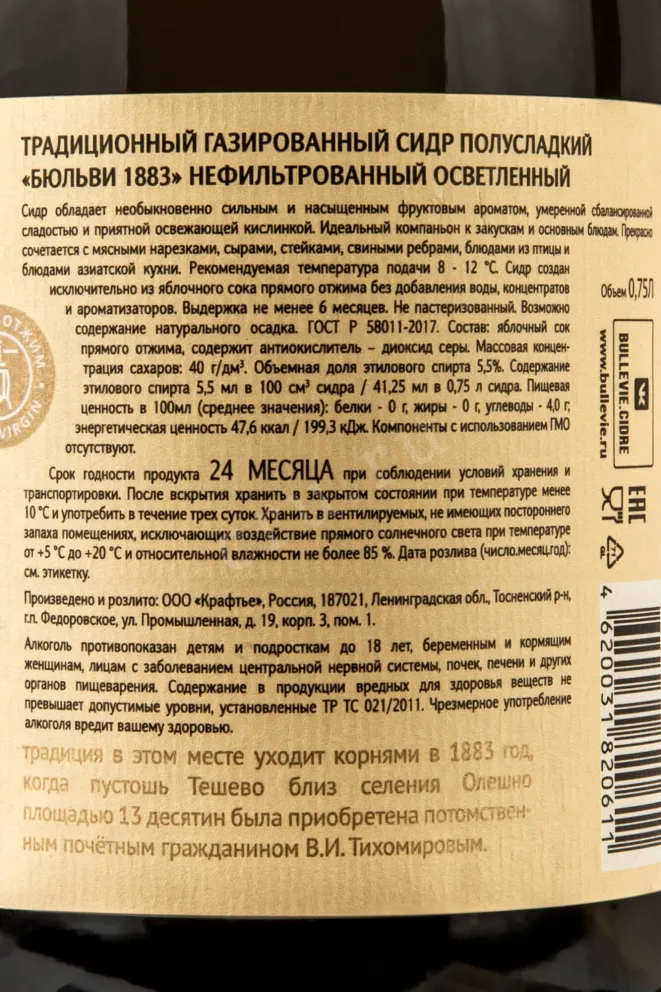 ТРАДИЦИОННЫЙ ГАЗИРОВАННЫЙ СИДР ПОЛУСЛАДКИЙ
«БЮЛЬВИ 1883» НЕФИЛЬТРОВАННЫЙ ОСВЕТЛЕННЫЙ
Сидр обладает необыкновенно сильным и насыщенным фруктовым ароматом, умеренной сбалансированной
сладостью и приятной освежающей кислинкой. Идеальный компаньон к закускам и основным блюдам. Прекрасно
сочетается с мясными нарезками, сырами, стейками, свиными ребрами, блюдами из птицы и
блюдами азиатской кухни. Рекомендуемая температура подачи 8 - 12 °С. Сидр создан
исключительно из яблочного сока прямого отжима без добавления воды, концентратов
и ароматизаторов. Выдержка не менее 6 месяцев. Не пастеризованный. Возможно
содержание натурального осадка. ГОСТ Р 58011-2017. Состав: яблочный сок
прямого отжима, содержит антиокислитель – диоксид серы. Массовая концен-
трация сахаров: 40 г/дм³. Объемная доля этилового спирта 5,5%. Содержание
этилового спирта 5,5 мл в 100 см³ сидра / 41,25 мл в 0,75 л сидра. Пищевая
ценность в 100мл (среднее значения): белки - 0 г, жиры - 0 г, углеводы - 4,0 г,
энергетическая ценность 47,6 ккал / 199,3 кДж. Компоненты с использованием ГМО
отсутствуют.
Срок годности продукта 24 МЕСЯЦА при соблюдении условий хранения и
транспортировки. После вскрытия хранить в закрытом состоянии при температуре менее
10 °С и употребить в течение трех суток. Хранить в вентилируемых, не имеющих постороннего
запаха помещениях, исключающих воздействие прямого солнечного света при температуре
от +5 °С до +20 °С и относительной влажности не более 85 %. Дата розлива (число.месяц.год):
см. этикетку.
Произведено и розлито: ООО «Крафтье», Россия, 187021, Ленинградская обл., Тосненский р-н,
г.п. Федоровское, ул. Промышленная, д. 19, корп. 3, пом. 1.
Алкоголь противопоказан детям и подросткам до 18 лет, беременным и кормящим
женщинам, лицам с заболеванием центральной нервной системы, почек, печени и других
органов пищеварения. Содержание в продукции вредных для здоровья веществ не
превышает допустимые уровни, установленные ТР ТС 021/2011. Чрезмерное употребление
алкоголя вредит вашему здоровью.
традиция в этом месте уходит корнями в 1883 год,
когда пустошь Тешево близ селения Олешно
площадью 13 десятин была приобретена потомствен-
ным почётным гражданином В.И. Тихомировым.
Объем 0,75Л
BULLEVIE.CIDRE
www.bullevie.ru
EAC
4 620031 820611
ОТЖИМ
VIRGIN